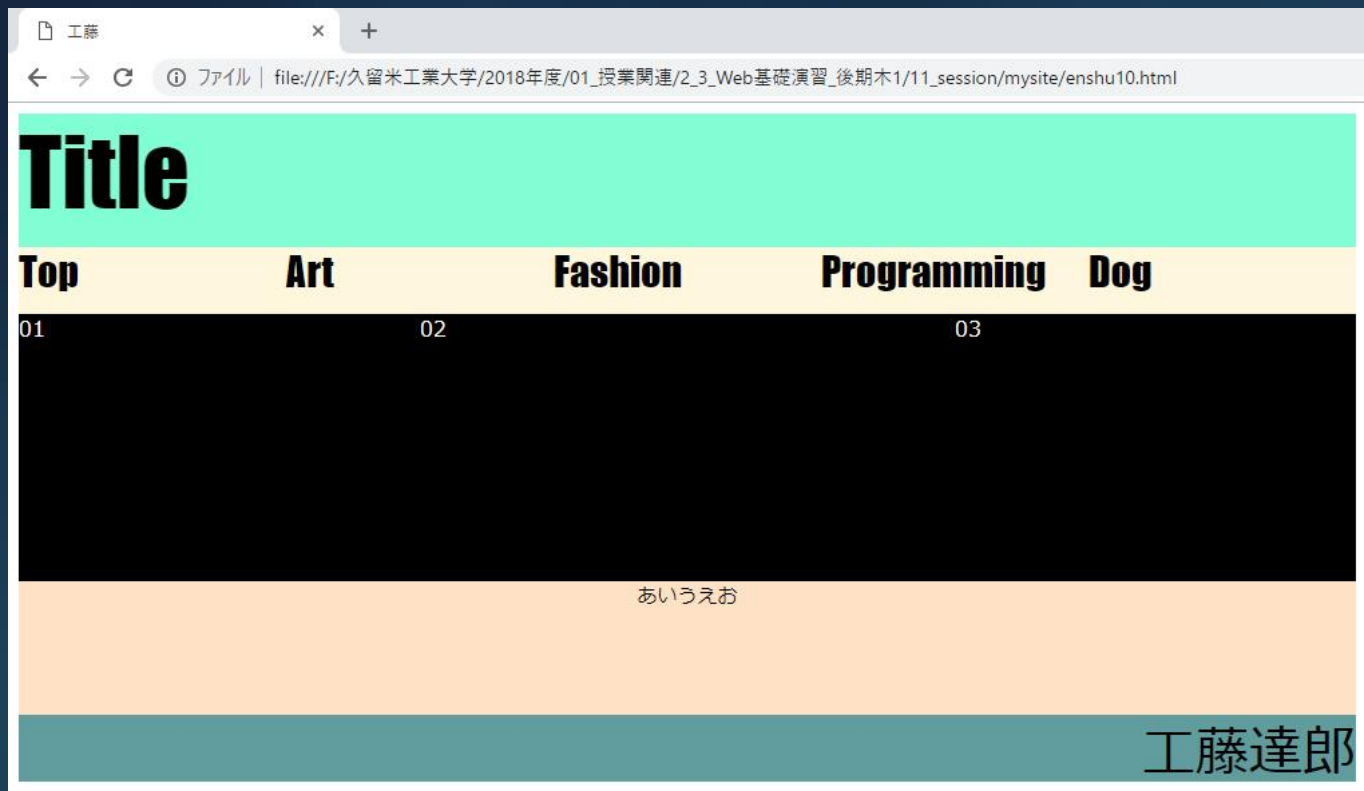 工藤
ファイル | file:///F:/久留米工業大学/2018年度/01_授業関連/2_3_Web基礎演習_後期木1/11_session/mysite/enshu10.html
Title
Top Art Fashion Programming Dog
01 02 03
あいうえお
工藤達郎